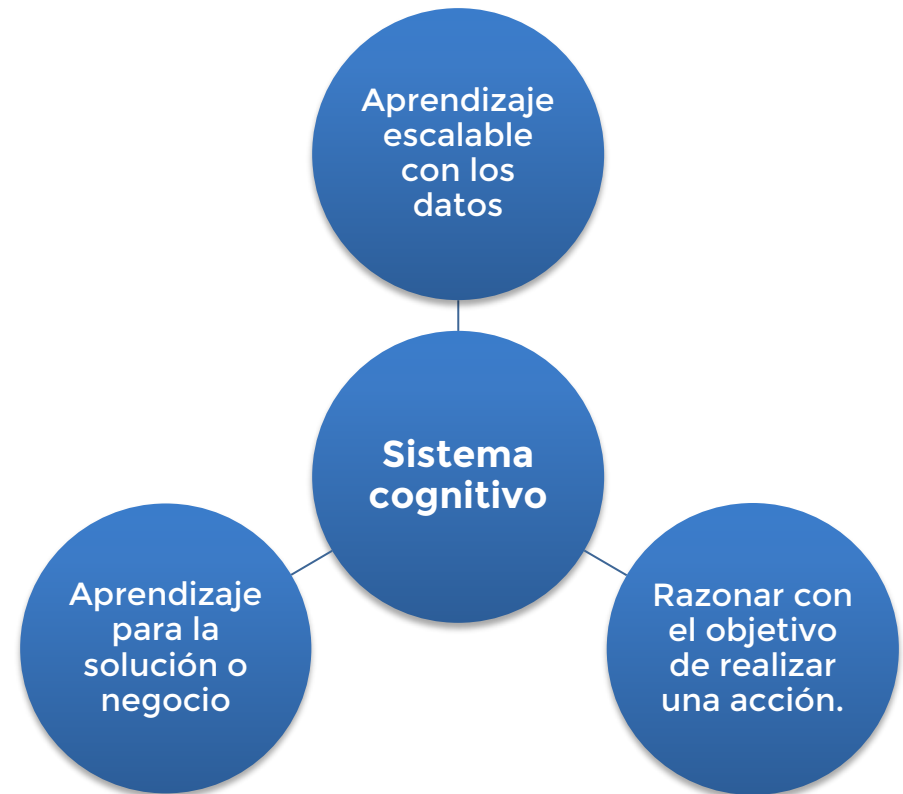 Aprendizaje
escalable
con los
datos
Sistema
cognitivo
Aprendizaje
para la
solución o
negocio
Razonar con
el objetivo
de realizar
una acción.